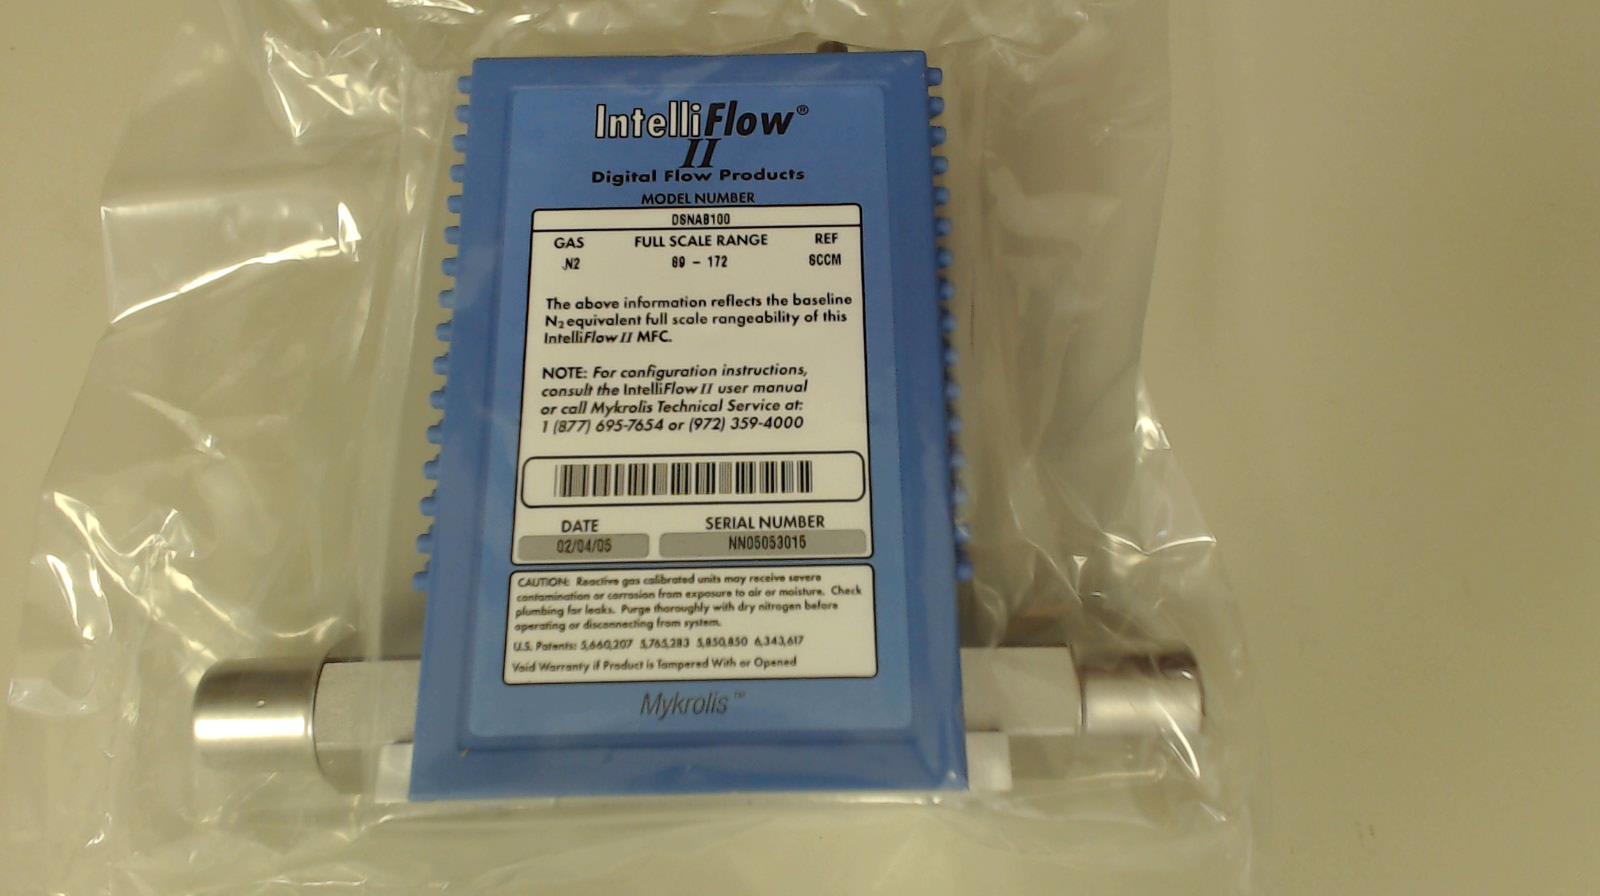 IntelliFlow®
II
Digital Flow Products
MODEL NUMBER
DSNAB100
GAS FULL SCALE RANGE REF
N2 69 - 172 SCCM
The above information reflects the baseline
N2 equivalent full scale rangeability of this
IntelliFlow II MFC.
NOTE: For configuration instructions,
consult the IntelliFlow II user manual
or call Mykrolis Technical Service at:
1 (877) 695-7654 or (972) 359-4000
DATE SERIAL NUMBER
02/04/05 NN05053015
CAUTION: Reactive gas calibrated units may receive severe
contamination or corrosion from exposure to air or moisture. Check
plumbing for leaks. Purge thoroughly with dry nitrogen before
operating or disconnecting from system.
U.S. Patents: 5,660,207 5,765,283 5,850,850 6,343,617
Void Warranty if Product is Tampered With or Opened
Mykrolis™